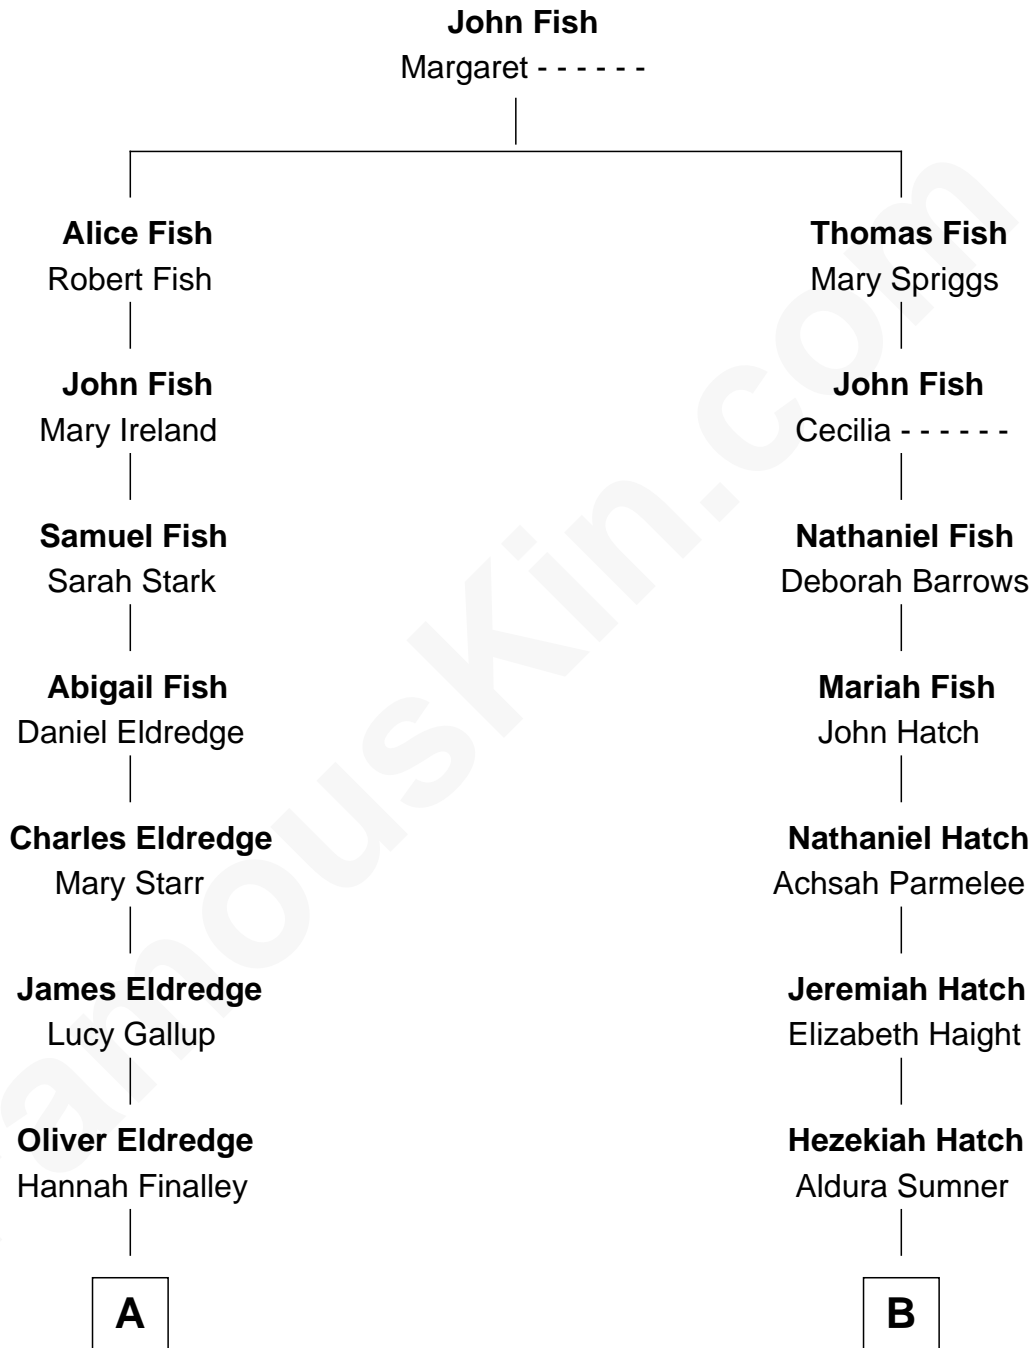 John Fish
Margaret - - - - - -
Alice Fish
Robert Fish
Thomas Fish
Mary Spriggs
John Fish
Mary Ireland
John Fish
Cecilia - - - - - -
Samuel Fish
Sarah Stark
Nathaniel Fish
Deborah Barrows
Abigail Fish
Daniel Eldredge
Mariah Fish
John Hatch
Charles Eldredge
Mary Starr
Nathaniel Hatch
Achsah Parmelee
James Eldredge
Lucy Gallup
Jeremiah Hatch
Elizabeth Haight
Oliver Eldredge
Hannah Finalley
Hezekiah Hatch
Aldura Sumner
A
B
amouskin.com